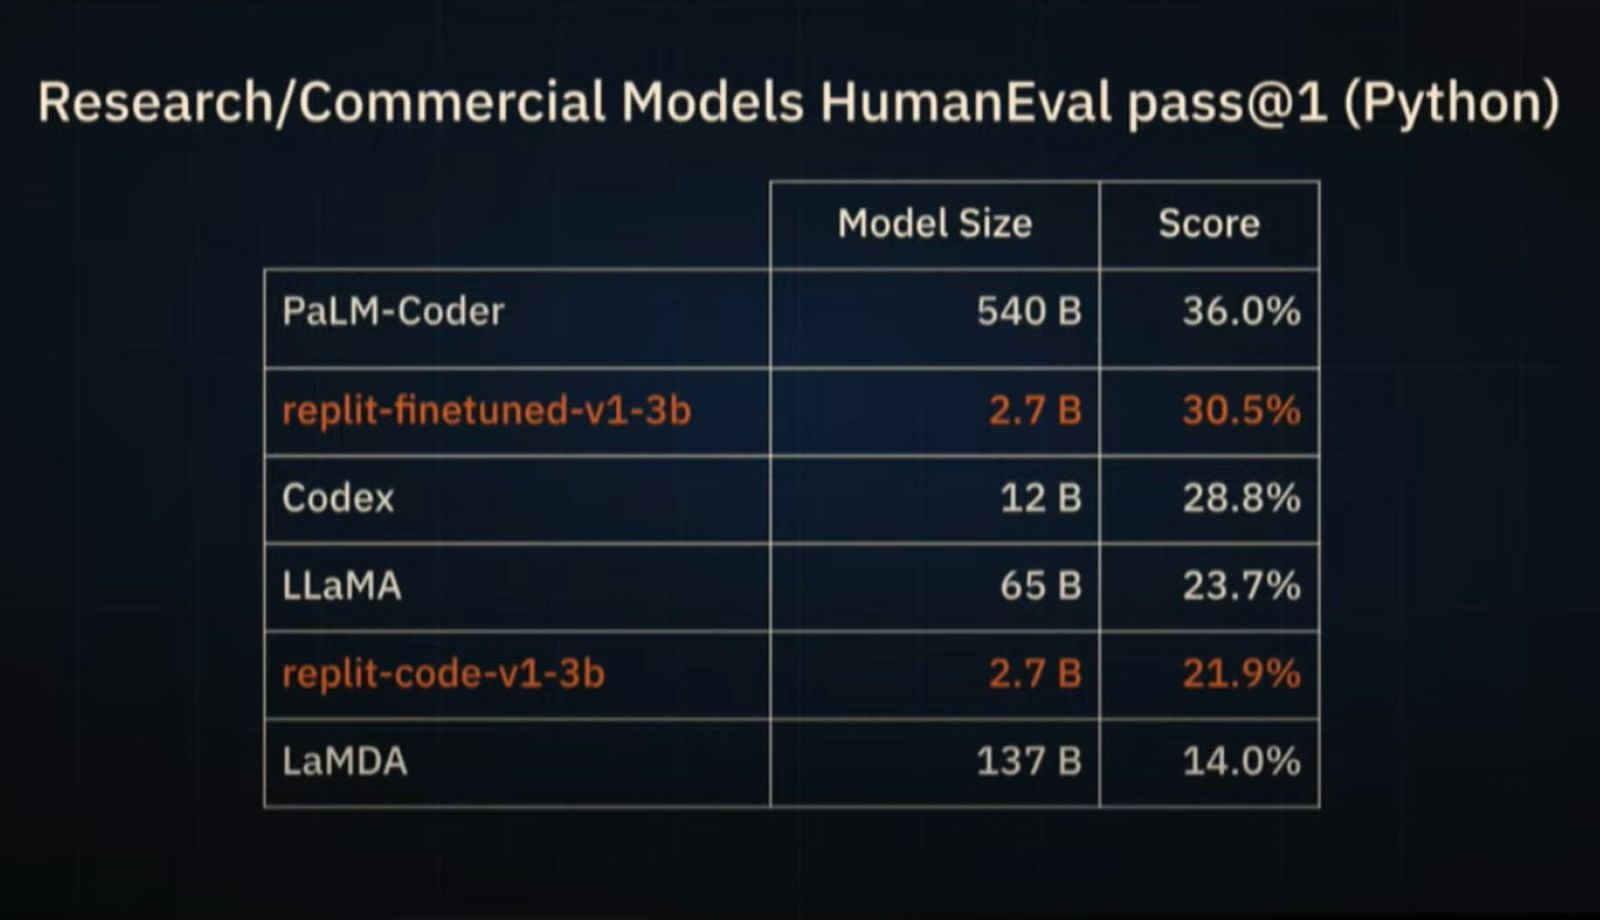 Research/Commercial Models HumanEval pass@1 (Python)
Model Size Score
PaLM-Coder 540 B 36.0%
replit-finetuned-v1-3b 2.7 B 30.5%
Codex 12 B 28.8%
LLaMA 65 B 23.7%
replit-code-v1-3b 2.7 B 21.9%
LaMDA 137 B 14.0%